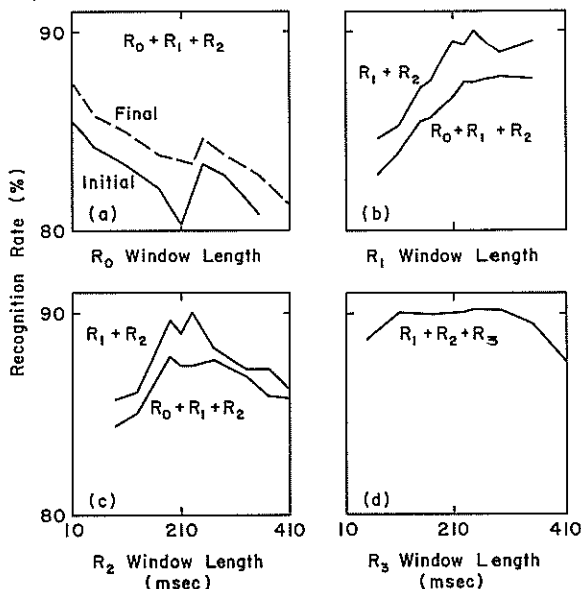 Recognition Rate (%)
90
80
R0 + R1 + R2
Final
Initial
(a)
R0 Window Length
R1 + R2
R0 + R1 + R2
(b)
R1 Window Length
90
80
R1 + R2
R0 + R1 + R2
(c)
10 210 410
R2 Window Length
(msec)
90
80
R1 + R2 + R3
(d)
10 210 410
R3 Window Length
(msec)